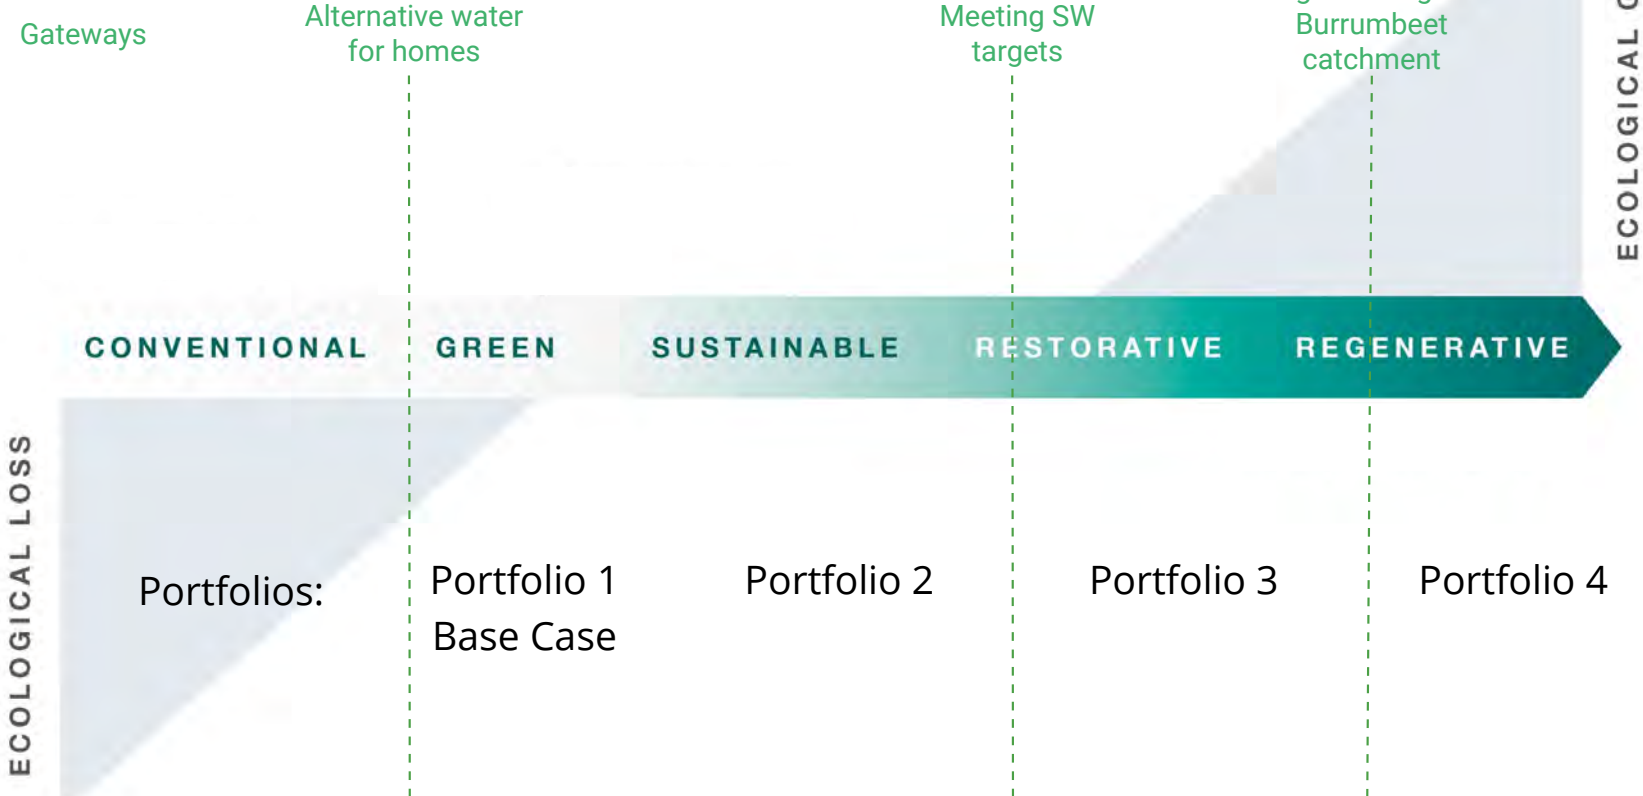 Gateways
Alternative water
for homes
Meeting SW
targets
Burrumbeet
catchment
ECOLOGICAL
CONVENTIONAL
GREEN
SUSTAINABLE
RESTORATIVE
REGENERATIVE
ECOLOGICAL LOSS
Portfolios:
Portfolio 1
Base Case
Portfolio 2
Portfolio 3
Portfolio 4